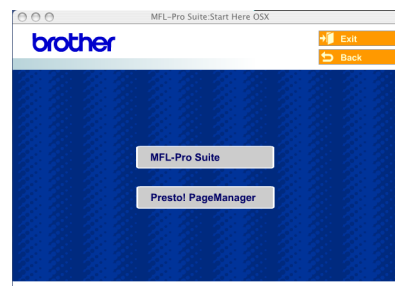 MFL-Pro Suite:Start Here OSX
brother
Exit
Back
MFL-Pro Suite
Presto! PageManager